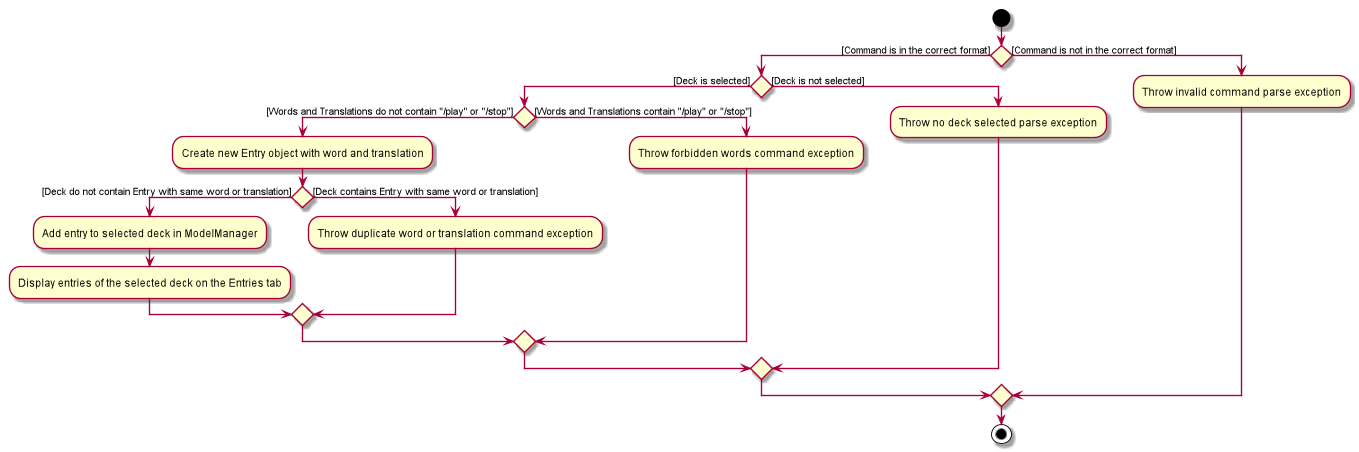 [Command is in the correct format]
[Command is not in the correct format]
[Deck is selected]
[Deck is not selected]
Throw invalid command parse exception
[Words and Translations do not contain "/play" or "/stop"]
[Words and Translations contain "/play" or "/stop"]
Throw no deck selected parse exception
Create new Entry object with word and translation
Throw forbidden words command exception
[Deck do not contain Entry with same word or translation]
[Deck contains Entry with same word or translation]
Add entry to selected deck in ModelManager
Throw duplicate word or translation command exception
Display entries of the selected deck on the Entries tab